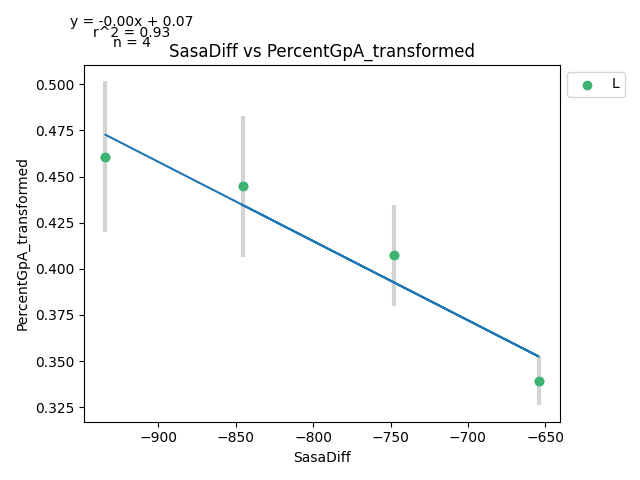 y = -0.00x + 0.07
r^2 = 0.93
n = 4
SasaDiff vs PercentGpA_transformed
L
PercentGpA_transformed
0.500
0.475
0.450
0.425
0.400
0.375
0.350
0.325
−900
−850
−800
−750
−700
−650
SasaDiff